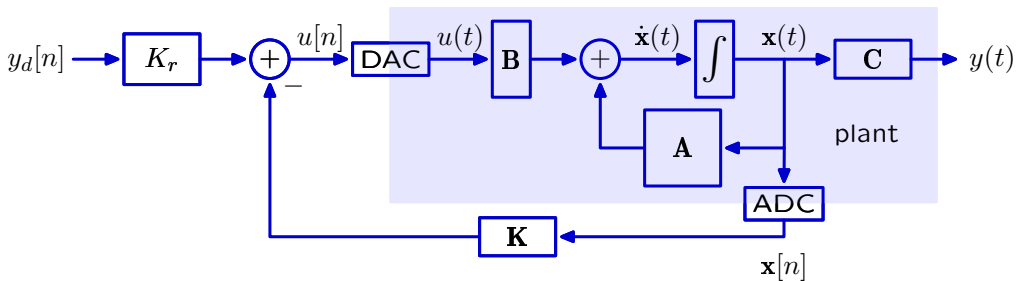 y_d[n] K_r + u[n] DAC u(t) B + ẋ(t) ∫ x(t) C y(t)
−
A plant
ADC
K
x[n]